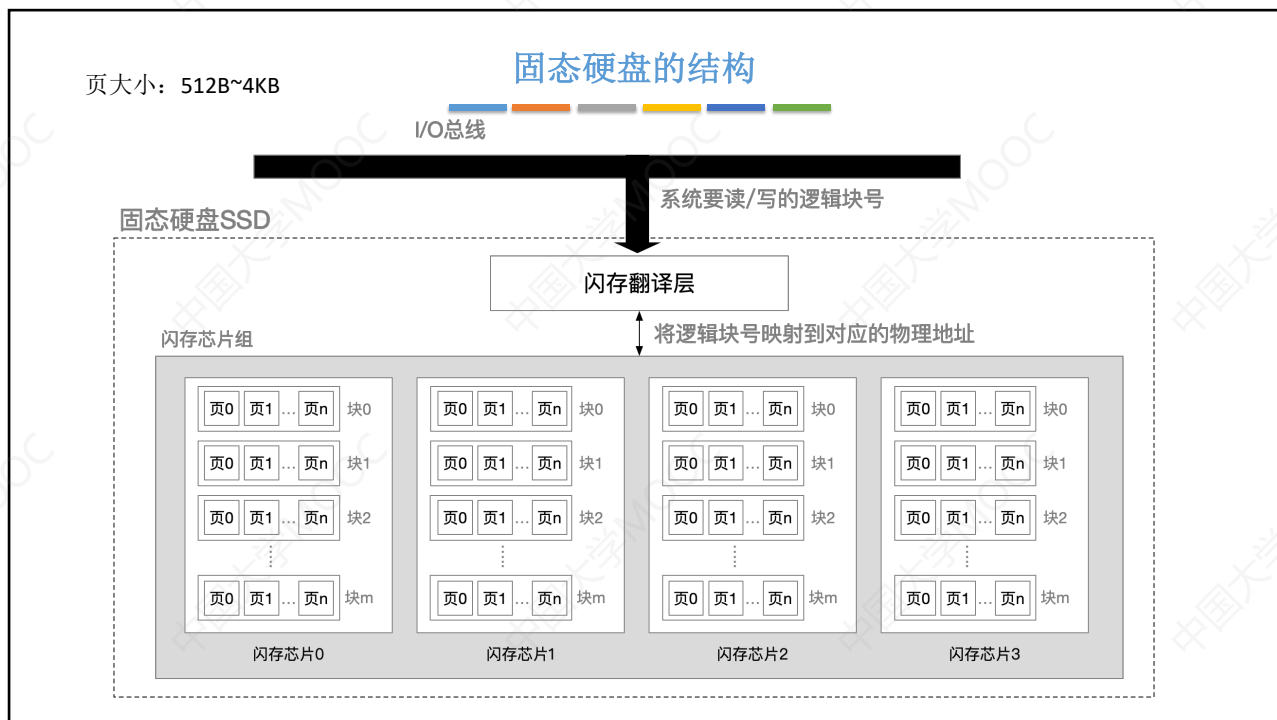 固态硬盘的结构
页大小：512B~4KB
I/O总线
系统要读/写的逻辑块号
固态硬盘SSD
闪存翻译层
将逻辑块号映射到对应的物理地址
闪存芯片组
页0 页1 ... 页n 块0 页0 页1 ... 页n 块0 页0 页1 ... 页n 块0 页0 页1 ... 页n 块0
页0 页1 ... 页n 块1 页0 页1 ... 页n 块1 页0 页1 ... 页n 块1 页0 页1 ... 页n 块1
页0 页1 ... 页n 块2 页0 页1 ... 页n 块2 页0 页1 ... 页n 块2 页0 页1 ... 页n 块2
页0 页1 ... 页n 块m 页0 页1 ... 页n 块m 页0 页1 ... 页n 块m 页0 页1 ... 页n 块m
闪存芯片0 闪存芯片1 闪存芯片2 闪存芯片3
中国大学MOOC